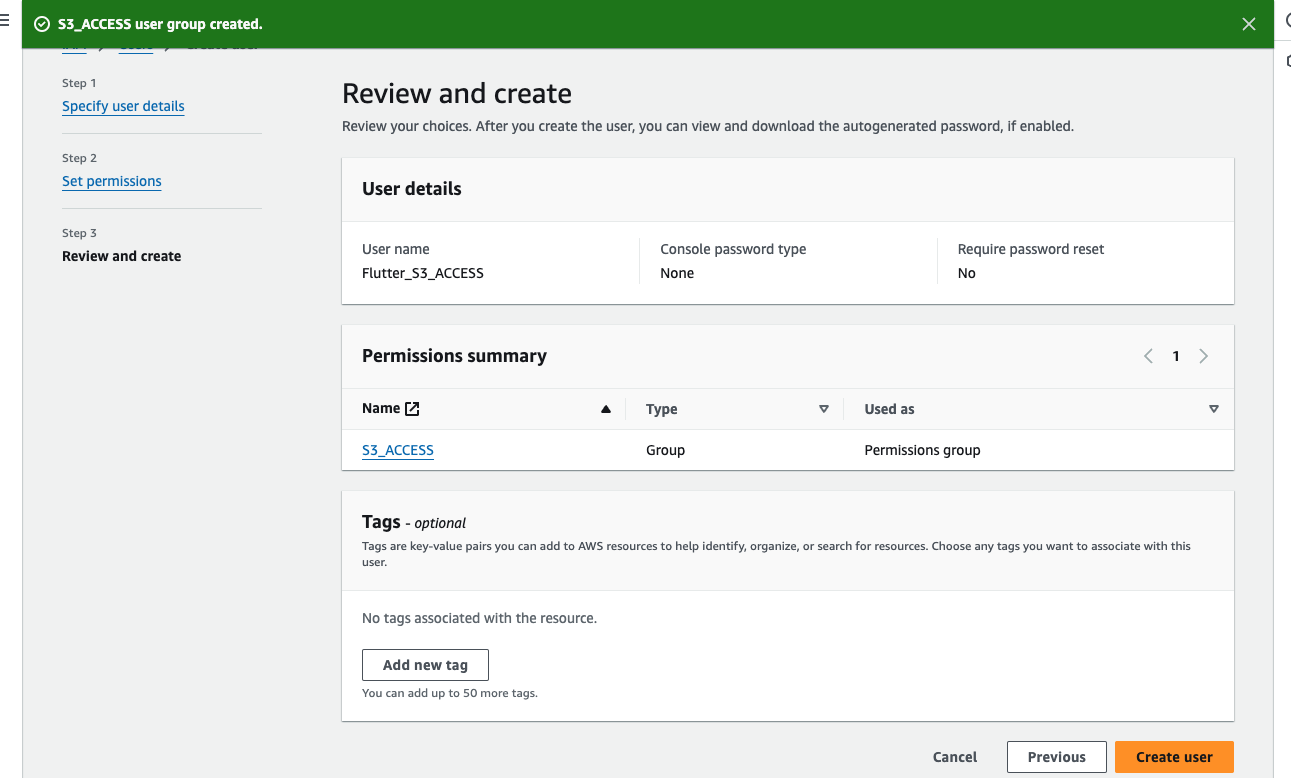 S3_ACCESS user group created.
Step 1
Specify user details
Step 2
Set permissions
Step 3
Review and create
Review and create
Review your choices. After you create the user, you can view and download the autogenerated password, if enabled.
User details
User name
Flutter_S3_ACCESS
Console password type
None
Require password reset
No
Permissions summary
1
Name
Type
Used as
S3_ACCESS
Group
Permissions group
Tags - optional
Tags are key-value pairs you can add to AWS resources to help identify, organize, or search for resources. Choose any tags you want to associate with this
user.
No tags associated with the resource.
Add new tag
You can add up to 50 more tags.
Cancel
Previous
Create user